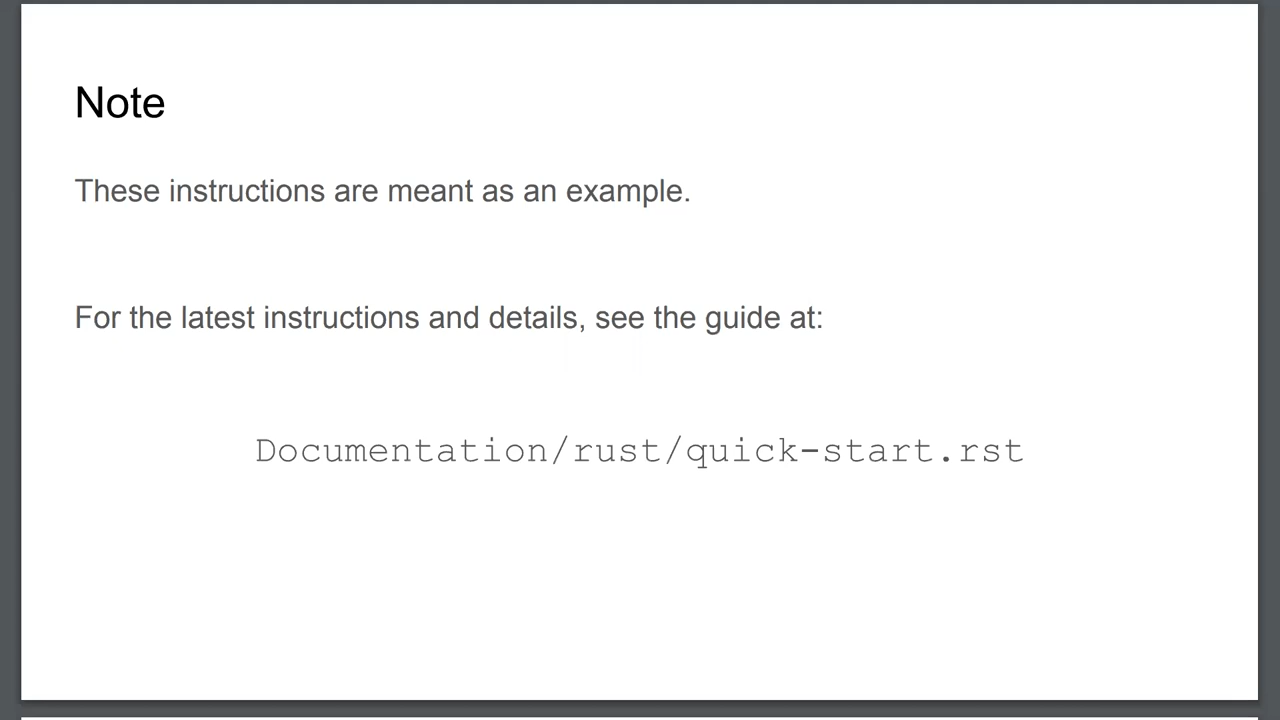 Note
These instructions are meant as an example.
For the latest instructions and details, see the guide at:
Documentation/rust/quick-start.rst